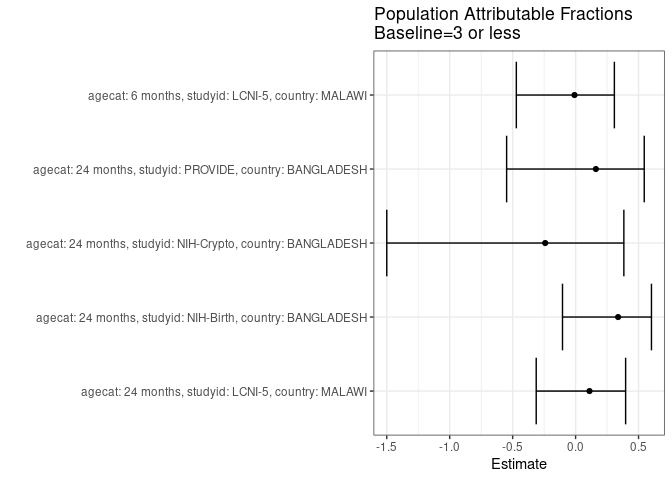 Population Attributable Fractions
Baseline=3 or less
agecat: 6 months, studyid: LCNI-5, country: MALAWI
agecat: 24 months, studyid: PROVIDE, country: BANGLADESH
agecat: 24 months, studyid: NIH-Crypto, country: BANGLADESH
agecat: 24 months, studyid: NIH-Birth, country: BANGLADESH
agecat: 24 months, studyid: LCNI-5, country: MALAWI
-1.5 -1.0 -0.5 0.0 0.5
Estimate